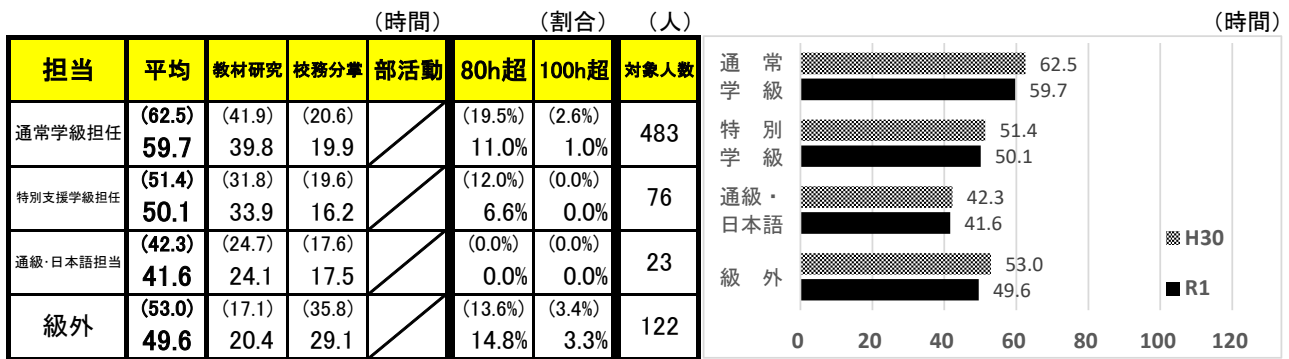 （時間） （割合） （人）
担当 平均 教材研究 校務分掌 部活動 80h超 100h超 対象人数
通常学級担任 (62.5) (41.9) (20.6) (19.5%) (2.6%) 483
59.7 39.8 19.9 11.0% 1.0%
特別支援学級担任 (51.4) (31.8) (19.6) (12.0%) (0.0%) 76
50.1 33.9 16.2 6.6% 0.0%
通級・日本語担当 (42.3) (24.7) (17.6) (0.0%) (0.0%) 23
41.6 24.1 17.5 0.0% 0.0%
級外 (53.0) (17.1) (35.8) (13.6%) (3.4%) 122
49.6 20.4 29.1 14.8% 3.3%
（時間）
通 常 62.5
学 級 59.7
特 別 51.4
学 級 50.1
通級・ 42.3
日本語 41.6
級 外 53.0
49.6
H30
R1
0 20 40 60 80 100 120